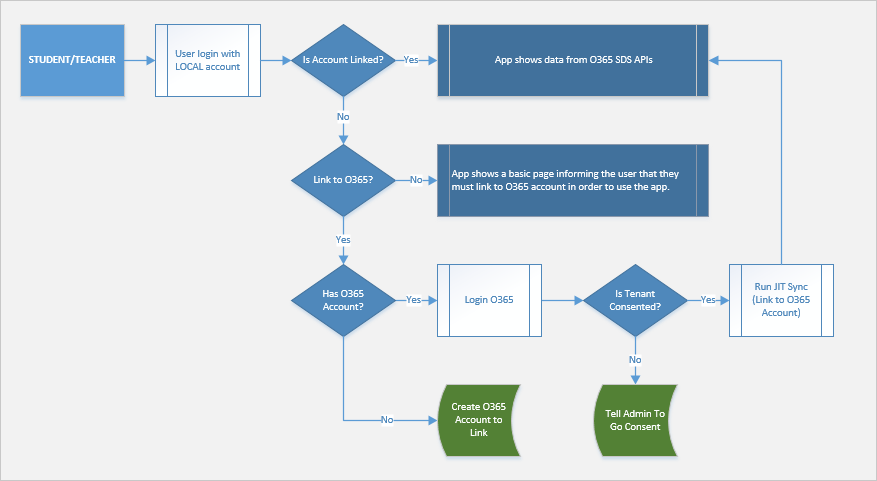 STUDENT/TEACHER
User login with
LOCAL account
Is Account Linked?
Yes
App shows data from O365 SDS APIs
No
Link to O365?
No
App shows a basic page informing the user that they
must link to O365 account in order to use the app.
Yes
Has O365
Account?
Yes
Login O365
Is Tenant
Consented?
Yes
Run JIT Sync
(Link to O365
Account)
No
No
Create O365
Account to
Link
Tell Admin To
Go Consent